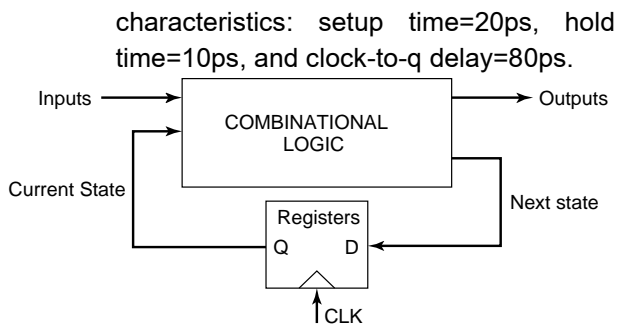 characteristics: setup time=20ps, hold
time=10ps, and clock-to-q delay=80ps.
Inputs
Outputs
COMBINATIONAL
LOGIC
Current State
Next state
Registers
Q D
CLK